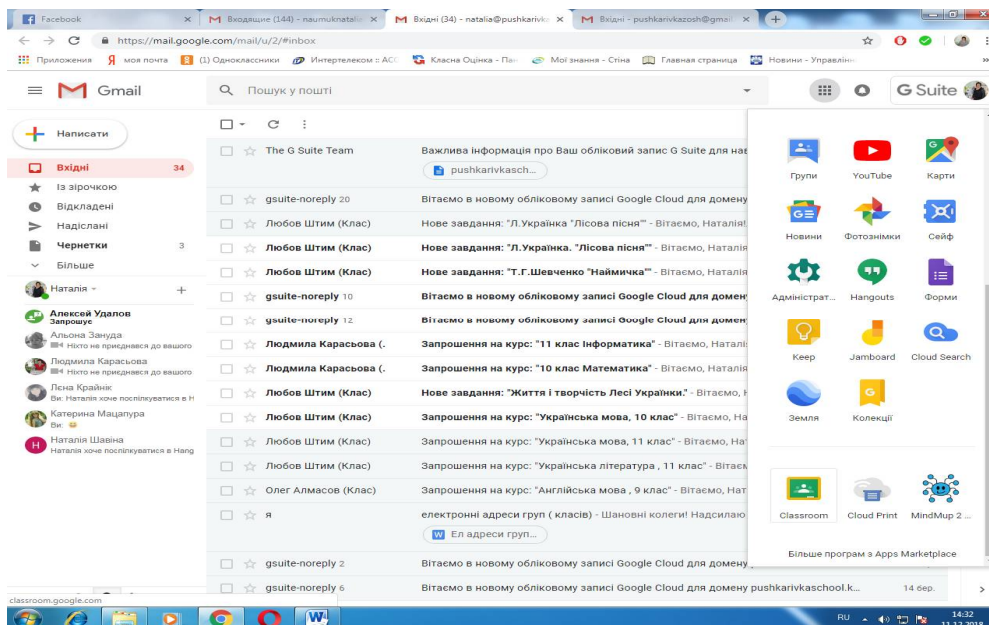 Facebook
Входящие (144) - naumuknatalia
Вхідні (34) - natalia@pushkarivka
Вхідні - pushkarivkazosh@gmail
https://mail.google.com/mail/u/2/#inbox
Приложения
моя почта
(1) Одноклассники
Интертелеком :: АСС
Класна Оцінка - Па
Мої знання - Стіна
Главная страница
Новини - Управлін
Gmail
Пошук у пошті
G Suite
Написати
Вхідні 34
Із зірочкою
Відкладені
Надіслані
Чернетки 3
Більше
Наталія
Алексей Удалов
Запрошує
Альона Зануда
Ніхто не приєднався до вашого
Людмила Карасьова
Ніхто не приєднався до вашого
Лєна Крайнік
Ви: Наталія хоче поспілкуватися в Н
Катерина Мацапура
Ви:
Н
Наталія Шавіна
Наталія хоче поспілкуватися в Hang
The G Suite Team Важлива інформація про Ваш обліковий запис G Suite для нав
pushkarivkasch...
gsuite-noreply 20 Вітаємо в новому обліковому записі Google Cloud для домену
Любов Штим (Клас) Нове завдання: "Л.Українка "Лісова пісня"" - Вітаємо, Наталія!
Любов Штим (Клас) Нове завдання: "Л.Українка. "Лісова пісня"" - Вітаємо, Наталія
Любов Штим (Клас) Нове завдання: "Т.Г.Шевченко "Наймичка"" - Вітаємо, Наталія
gsuite-noreply 10 Вітаємо в новому обліковому записі Google Cloud для домен
gsuite-noreply 12 Вітаємо в новому обліковому записі Google Cloud для домен
Людмила Карасьова (. Запрошення на курс: "11 клас Інформатика" - Вітаємо, Наталі
Людмила Карасьова (. Запрошення на курс: "10 клас Математика" - Вітаємо, Наталія
Любов Штим (Клас) Нове завдання: "Життя і творчість Лесі Українки." - Вітаємо,
Любов Штим (Клас) Запрошення на курс: "Українська мова, 10 клас" - Вітаємо, На
Любов Штим (Клас) Запрошення на курс: "Українська мова, 11 клас" - Вітаємо, На
Любов Штим (Клас) Запрошення на курс: "Українська література , 11 клас" - Вітаєм
Олег Алмасов (Клас) Запрошення на курс: "Англійська мова , 9 клас" - Вітаємо, Нат
я електронні адреси груп ( класів) - Шановні колеги! Надсилаю
W Ел адреси груп...
gsuite-noreply 2 Вітаємо в новому обліковому записі Google Cloud для домену
gsuite-noreply 6 Вітаємо в новому обліковому записі Google Cloud для домену pushkarivkaschool.k... 14 бер.
Групи YouTube Карти
Новини Фотознімки Сейф
Адміністрат... Hangouts Форми
Keep Jamboard Cloud Search
Земля Колекції
Classroom Cloud Print MindMup 2 ...
Більше програм з Apps Marketplace
classroom.google.com
RU
14:32
11.12.2018